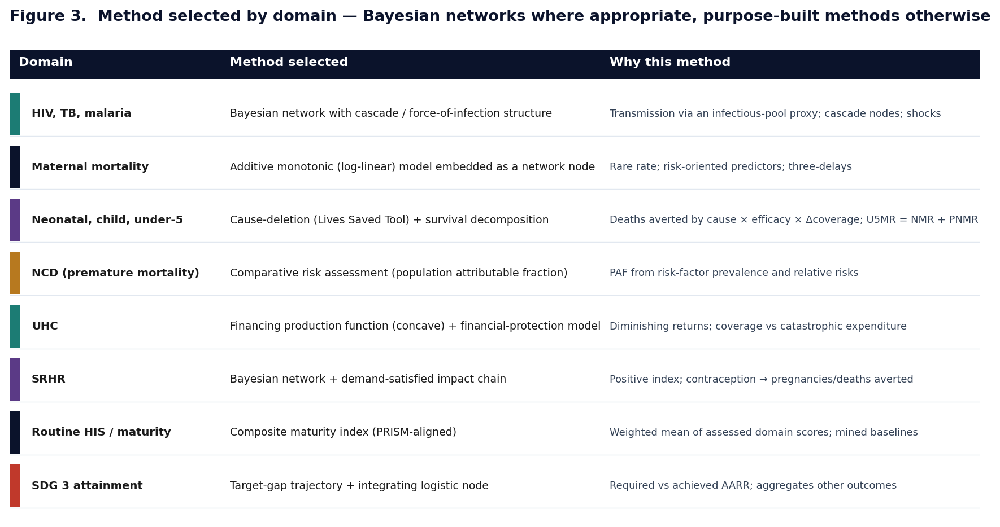 Figure 3.  Method selected by domain — Bayesian networks where appropriate, purpose-built methods otherwise
Domain Method selected Why this method
HIV, TB, malaria Bayesian network with cascade / force-of-infection structure Transmission via an infectious-pool proxy; cascade nodes; shocks
Maternal mortality Additive monotonic (log-linear) model embedded as a network node Rare rate; risk-oriented predictors; three-delays
Neonatal, child, under-5 Cause-deletion (Lives Saved Tool) + survival decomposition Deaths averted by cause × efficacy × Δcoverage; U5MR = NMR + PNMR
NCD (premature mortality) Comparative risk assessment (population attributable fraction) PAF from risk-factor prevalence and relative risks
UHC Financing production function (concave) + financial-protection model Diminishing returns; coverage vs catastrophic expenditure
SRHR Bayesian network + demand-satisfied impact chain Positive index; contraception → pregnancies/deaths averted
Routine HIS / maturity Composite maturity index (PRISM-aligned) Weighted mean of assessed domain scores; mined baselines
SDG 3 attainment Target-gap trajectory + integrating logistic node Required vs achieved AARR; aggregates other outcomes